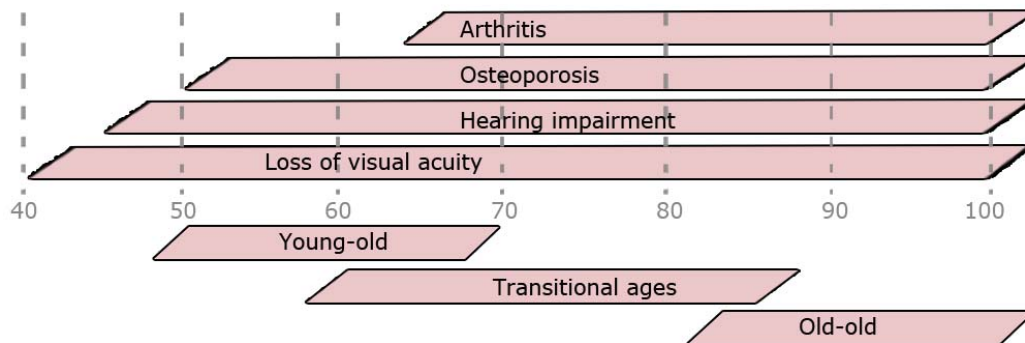 Arthritis
Osteoporosis
Hearing impairment
Loss of visual acuity
40 50 60 70 80 90 100
Young-old
Transitional ages
Old-old